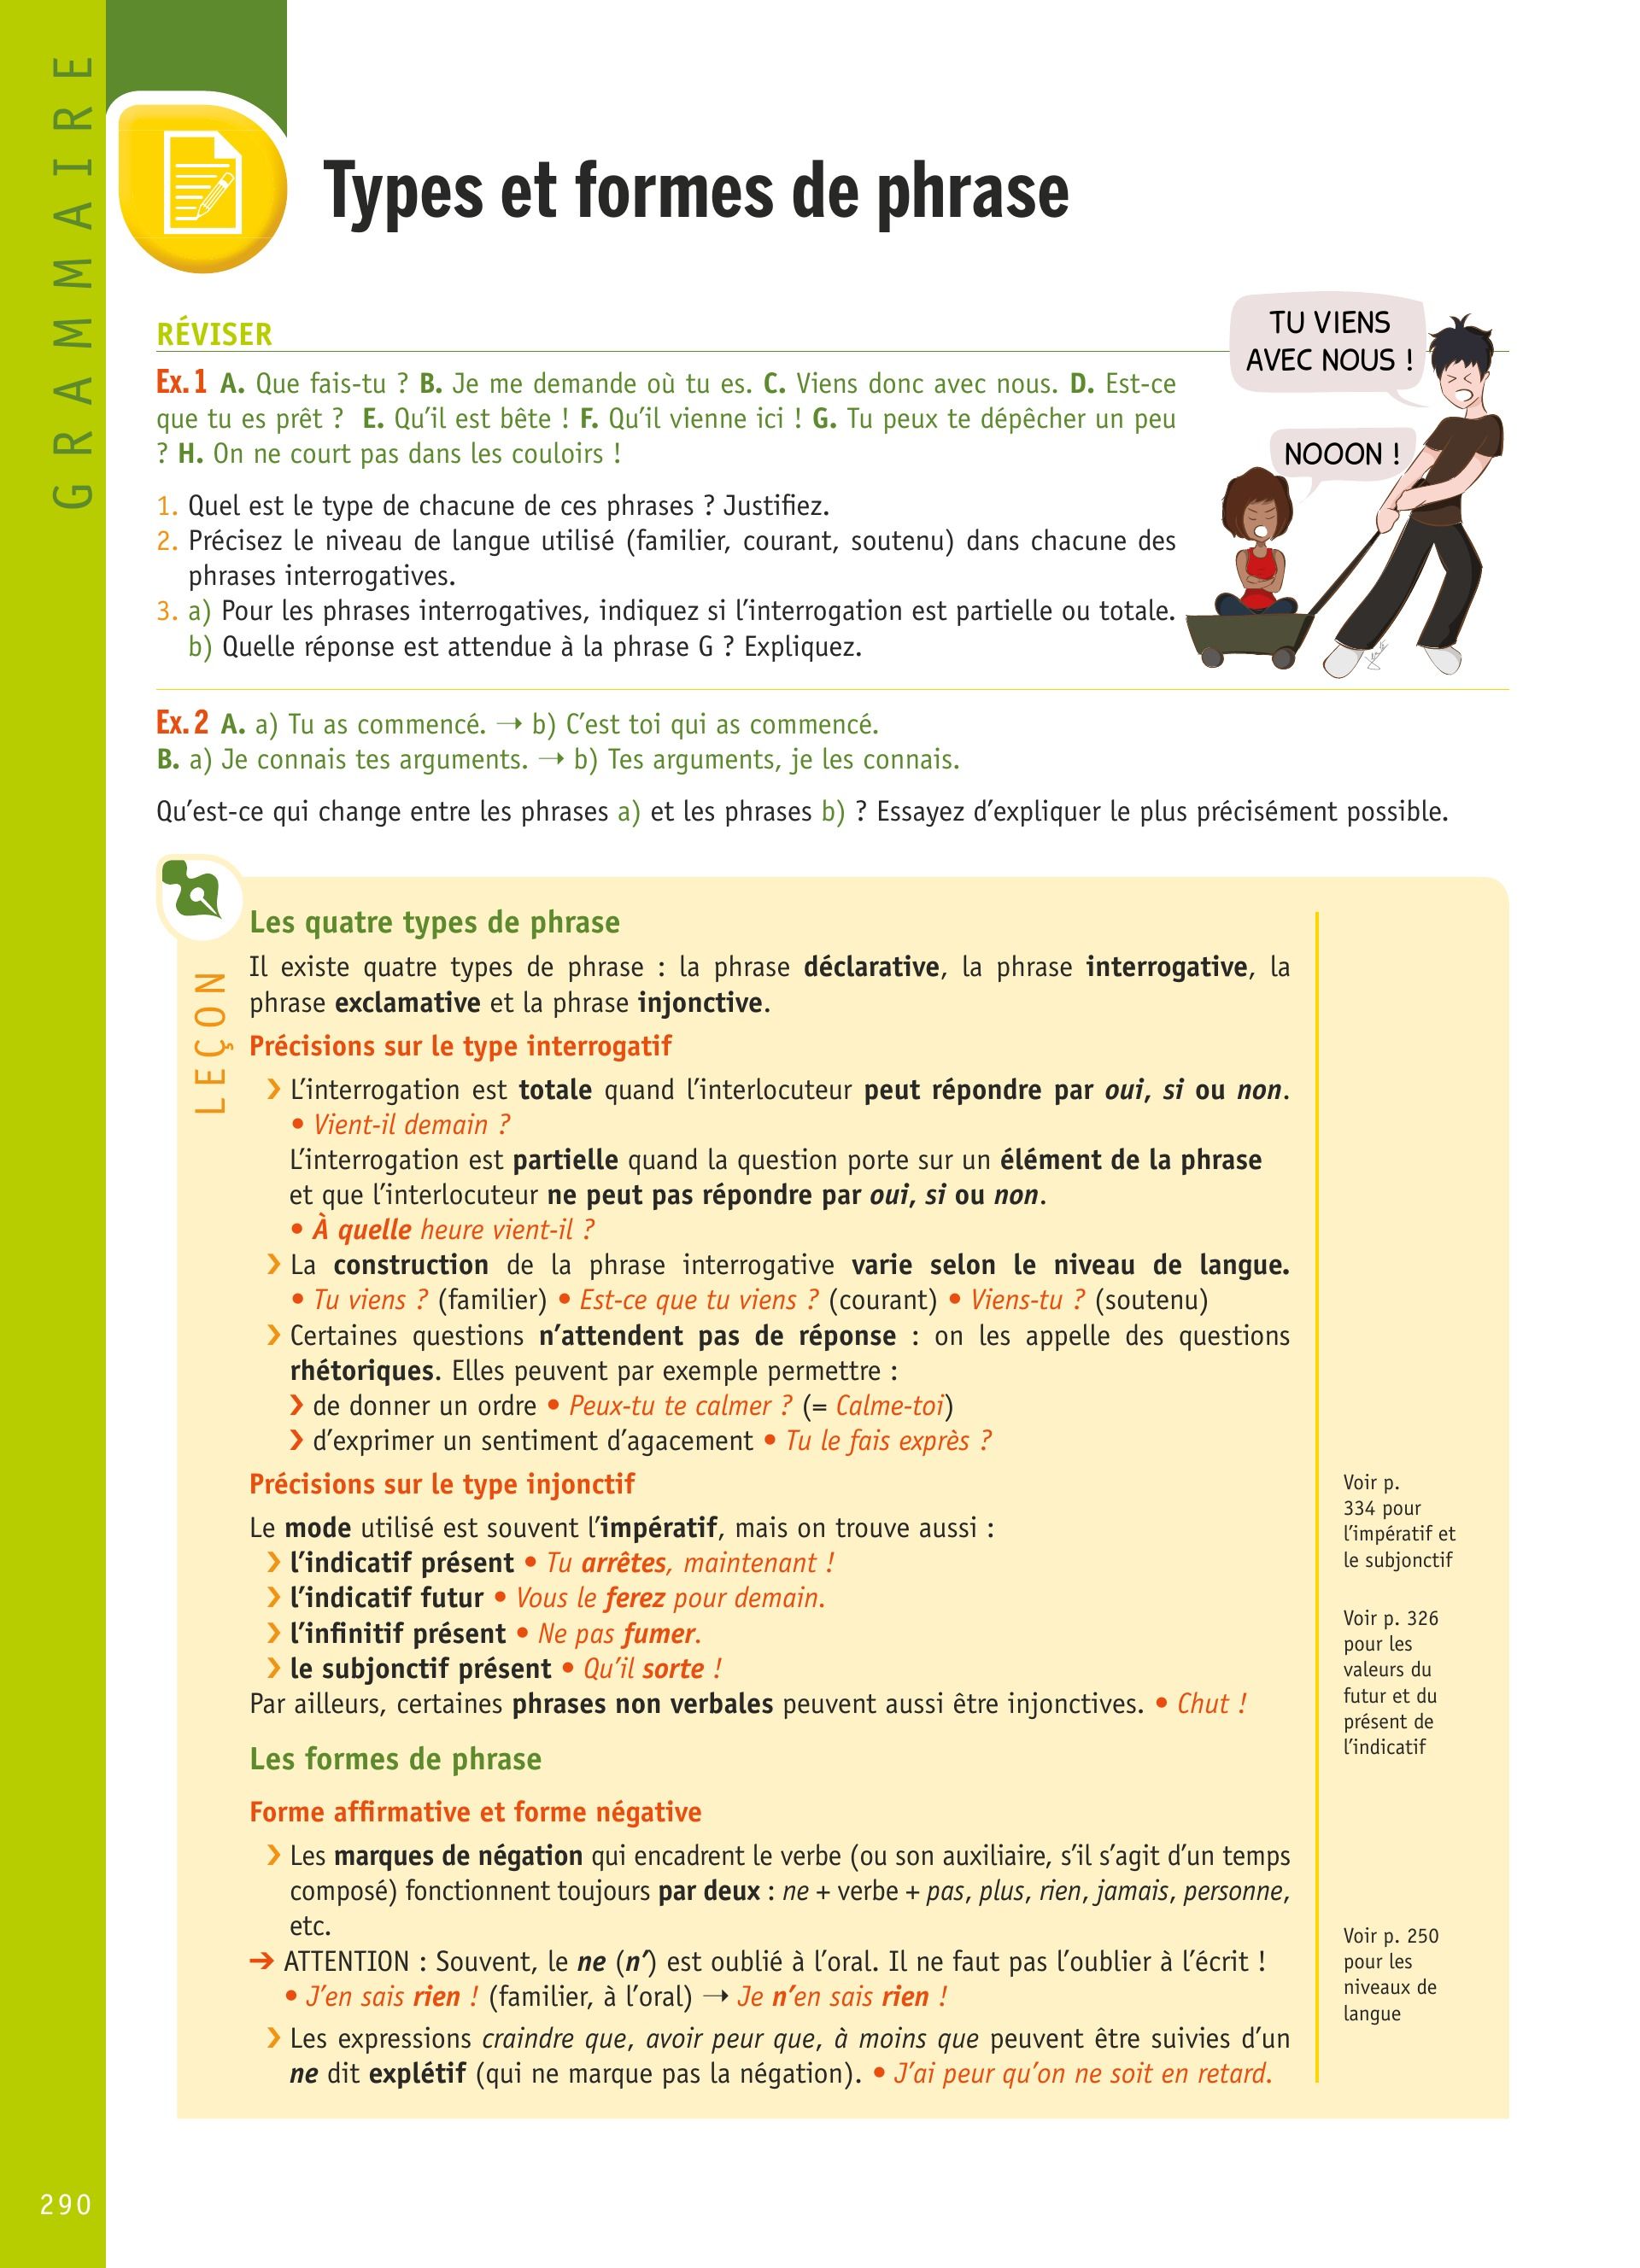 GRAMMAIRE
Types et formes de phrase
RÉVISER
TU VIENS
AVEC NOUS !
NOOON !
Ex. 1 A. Que fais-tu ? B. Je me demande où tu es. C. Viens donc avec nous. D. Est-ce
que tu es prêt ? E. Qu’il est bête ! F. Qu’il vienne ici ! G. Tu peux te dépêcher un peu
? H. On ne court pas dans les couloirs !
1. Quel est le type de chacune de ces phrases ? Justifiez.
2. Précisez le niveau de langue utilisé (familier, courant, soutenu) dans chacune des
phrases interrogatives.
3. a) Pour les phrases interrogatives, indiquez si l’interrogation est partielle ou totale.
b) Quelle réponse est attendue à la phrase G ? Expliquez.
Ex. 2 A. a) Tu as commencé. → b) C’est toi qui as commencé.
B. a) Je connais tes arguments. → b) Tes arguments, je les connais.
Qu’est-ce qui change entre les phrases a) et les phrases b) ? Essayez d’expliquer le plus précisément possible.
LEÇON
Les quatre types de phrase
Il existe quatre types de phrase : la phrase déclarative, la phrase interrogative, la
phrase exclamative et la phrase injonctive.
Précisions sur le type interrogatif
› L’interrogation est totale quand l’interlocuteur peut répondre par oui, si ou non.
• Vient-il demain ?
L’interrogation est partielle quand la question porte sur un élément de la phrase
et que l’interlocuteur ne peut pas répondre par oui, si ou non.
• À quelle heure vient-il ?
› La construction de la phrase interrogative varie selon le niveau de langue.
• Tu viens ? (familier) • Est-ce que tu viens ? (courant) • Viens-tu ? (soutenu)
› Certaines questions n’attendent pas de réponse : on les appelle des questions
rhétoriques. Elles peuvent par exemple permettre :
› de donner un ordre • Peux-tu te calmer ? (= Calme-toi)
› d’exprimer un sentiment d’agacement • Tu le fais exprès ?
Précisions sur le type injonctif
Le mode utilisé est souvent l’impératif, mais on trouve aussi :
› l’indicatif présent • Tu arrêtes, maintenant !
› l’indicatif futur • Vous le ferez pour demain.
› l’infinitif présent • Ne pas fumer.
› le subjonctif présent • Qu’il sorte !
Par ailleurs, certaines phrases non verbales peuvent aussi être injonctives. • Chut !
Les formes de phrase
Forme affirmative et forme négative
› Les marques de négation qui encadrent le verbe (ou son auxiliaire, s’il s’agit d’un temps
composé) fonctionnent toujours par deux : ne + verbe + pas, plus, rien, jamais, personne,
etc.
➔ ATTENTION : Souvent, le ne (n’) est oublié à l’oral. Il ne faut pas l’oublier à l’écrit !
• J’en sais rien ! (familier, à l’oral) → Je n’en sais rien !
› Les expressions craindre que, avoir peur que, à moins que peuvent être suivies d’un
ne dit explétif (qui ne marque pas la négation). • J’ai peur qu’on ne soit en retard.
Voir p.
334 pour
l’impératif et
le subjonctif
Voir p. 326
pour les
valeurs du
futur et du
présent de
l’indicatif
Voir p. 250
pour les
niveaux de
langue
290